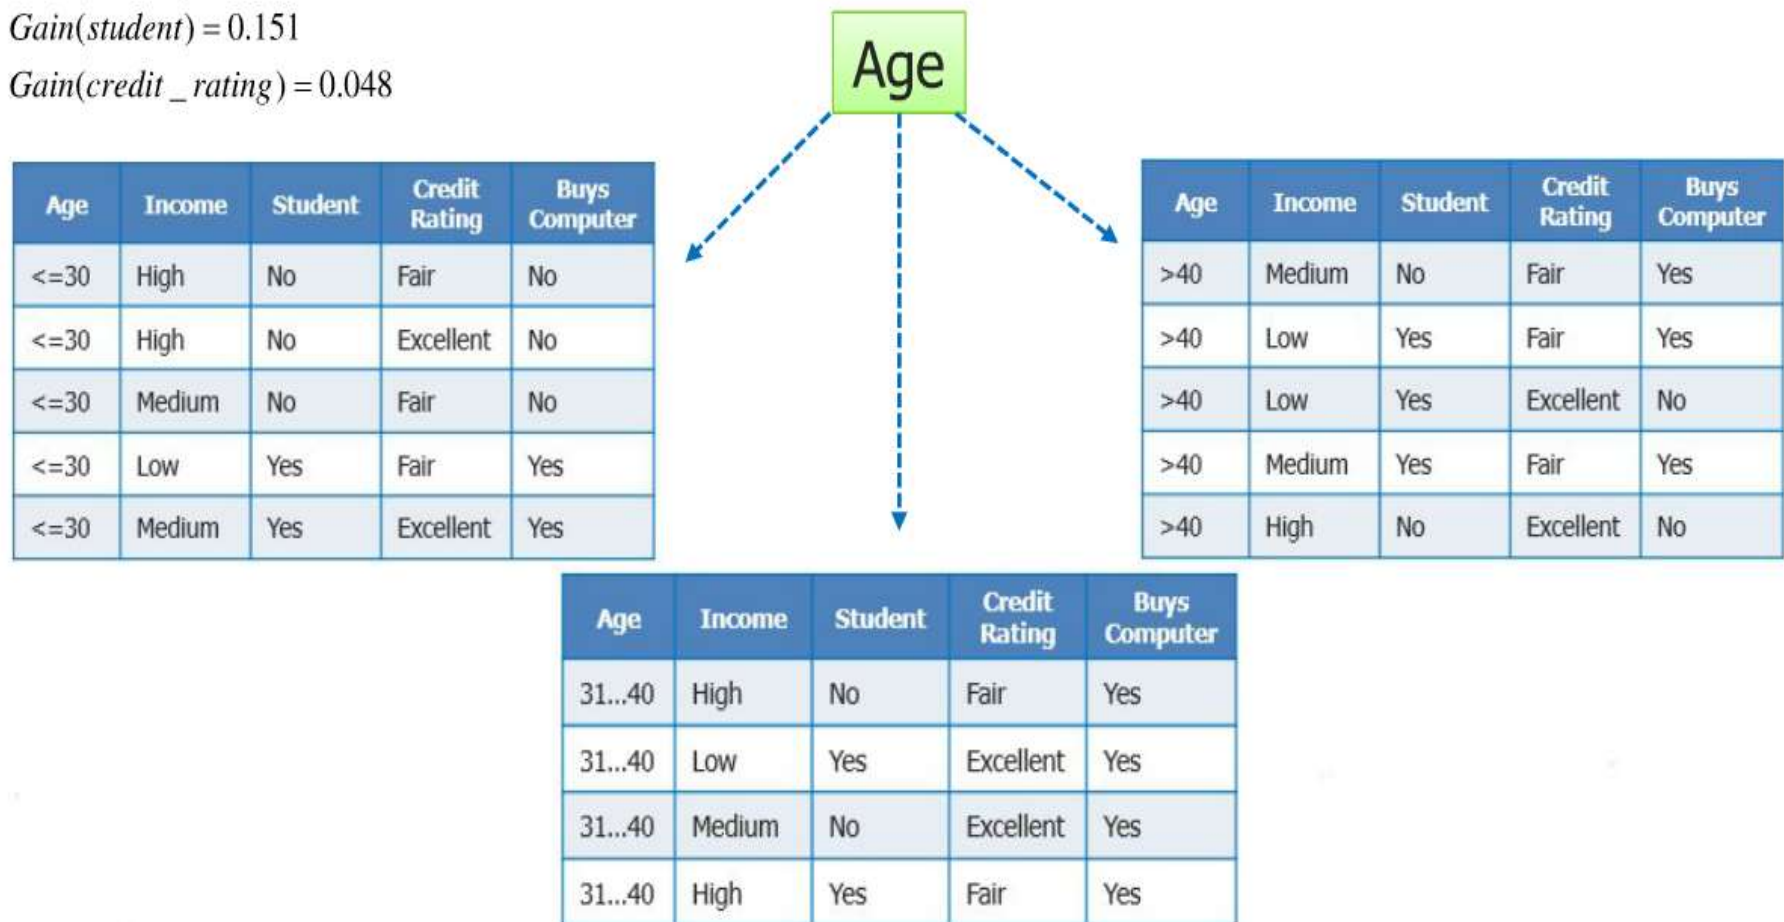 Gain(student) = 0.151
Gain(credit _ rating) = 0.048
Age
Age Income Student Credit Rating Buys Computer
<=30 High No Fair No
<=30 High No Excellent No
<=30 Medium No Fair No
<=30 Low Yes Fair Yes
<=30 Medium Yes Excellent Yes
Age Income Student Credit Rating Buys Computer
>40 Medium No Fair Yes
>40 Low Yes Fair Yes
>40 Low Yes Excellent No
>40 Medium Yes Fair Yes
>40 High No Excellent No
Age Income Student Credit Rating Buys Computer
31...40 High No Fair Yes
31...40 Low Yes Excellent Yes
31...40 Medium No Excellent Yes
31...40 High Yes Fair Yes